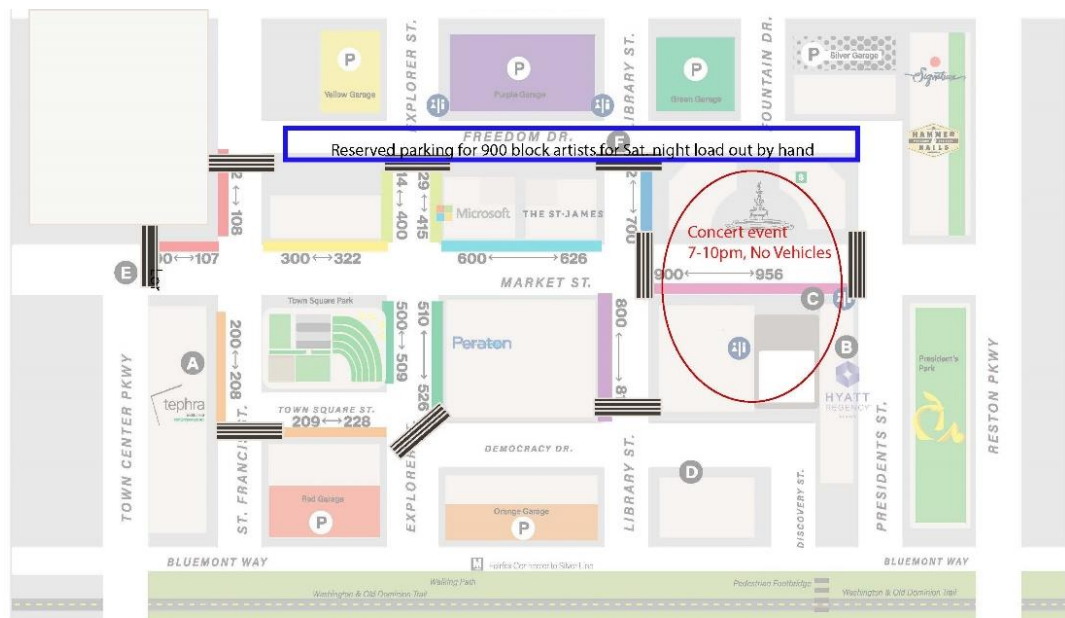 EXPLORER ST.
LIBRARY ST.
FOUNTAIN DR.
P
Yellow Garage
P
Purple Garage
P
Green Garage
P Silver Garage
Signature
HAMMER
NAILS
FREEDOM DR.
Reserved parking for 900 block artists for Sat. night load out by hand
108
400
415
Microsoft
THE ST·JAMES
700
S
Concert event
7-10pm, No Vehicles
107
300 322
600 626
900 956
E
MARKET ST.
C
Town Square Park
500 509
510 526
Peraton
800
B
HYATT
REGENCY
President's
Park
A
tephra
200 208
TOWN SQUARE ST.
209 228
DEMOCRACY DR.
D
TOWN CENTER PKWY
ST. FRANCIS ST.
LIBRARY ST.
DISCOVERY ST.
PRESIDENTS ST.
RESTON PKWY
Red Garage
P
Orange Garage
P
BLUEMONT WAY
BLUEMONT WAY
Walking Path
Washington & Old Dominion Trail
Pedestrian Footbridge
Washington & Old Dominion Trail